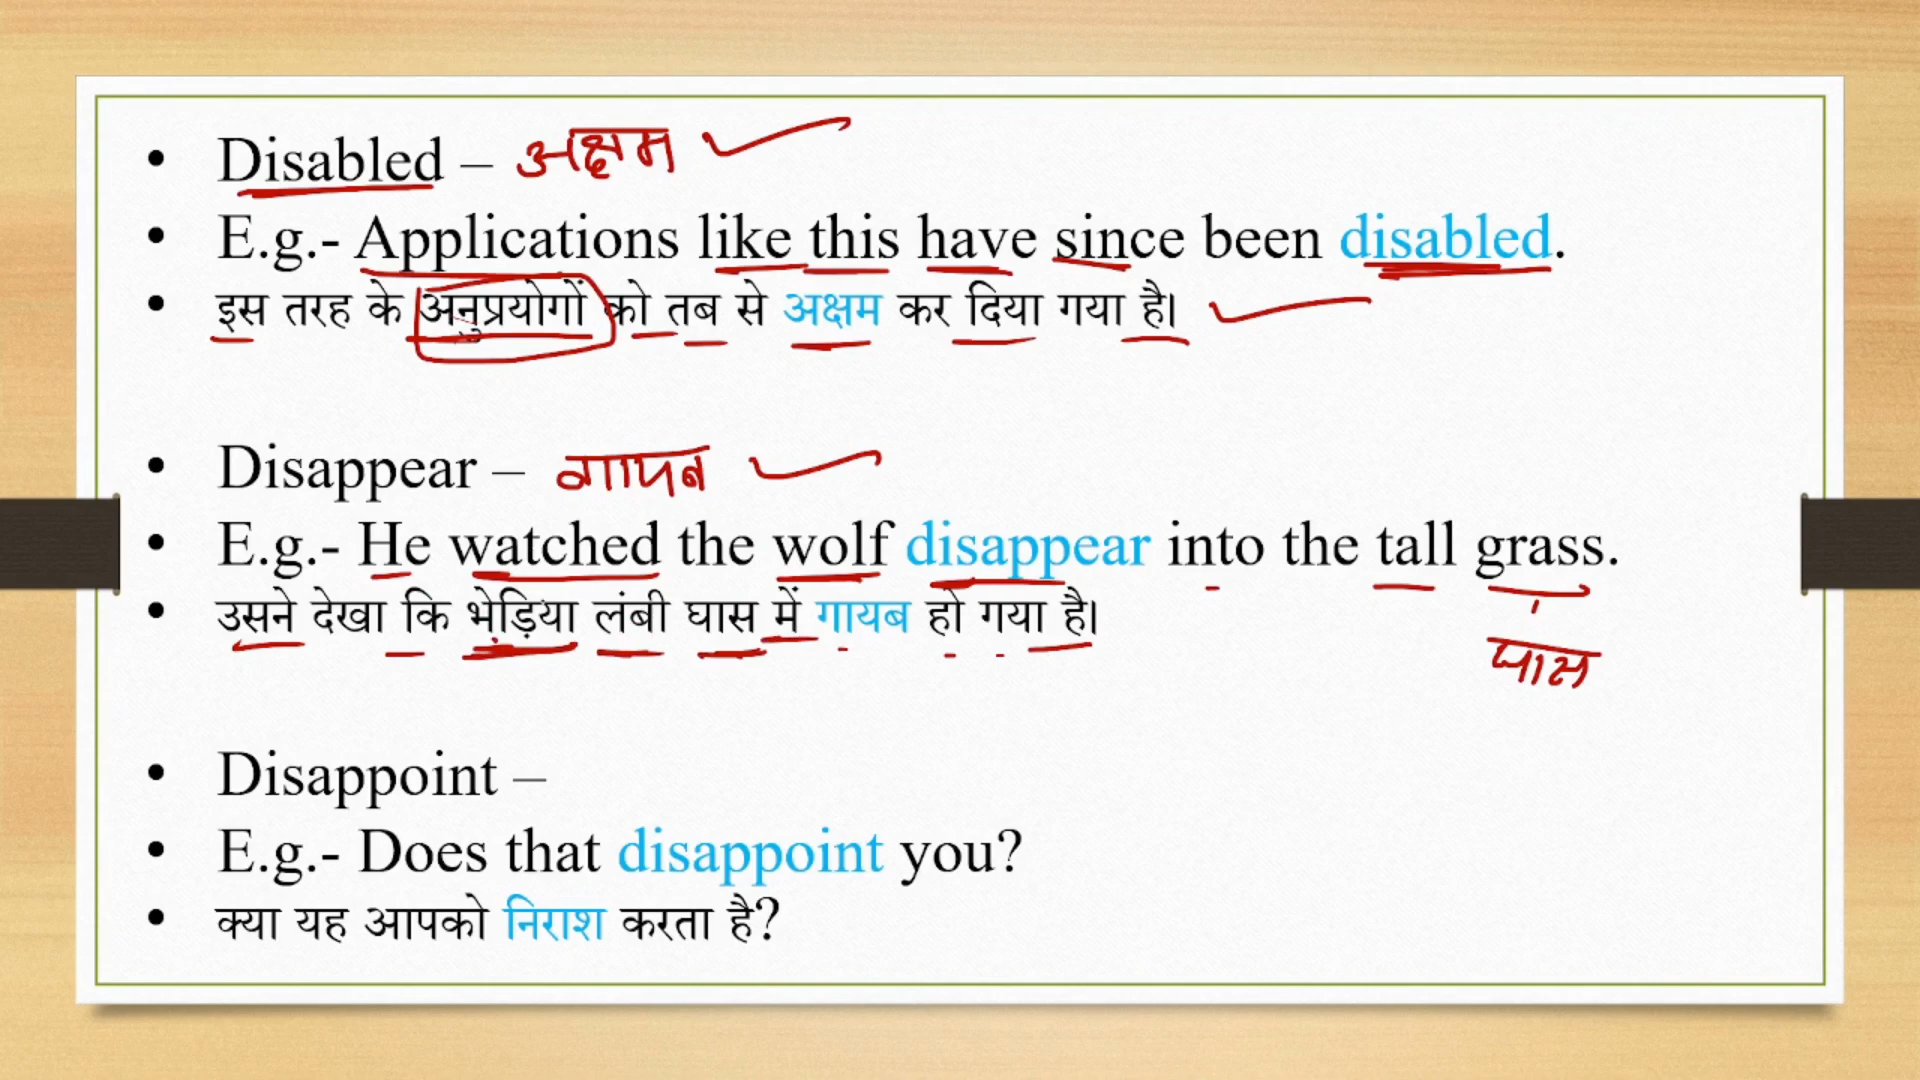 • Disabled – अक्षम
• E.g.- Applications like this have since been disabled.
• इस तरह के अनुप्रयोगों को तब से अक्षम कर दिया गया है।
• Disappear – गायब
• E.g.- He watched the wolf disappear into the tall grass.
• उसने देखा कि भेड़िया लंबी घास में गायब हो गया है।
घास
• Disappoint –
• E.g.- Does that disappoint you?
• क्या यह आपको निराश करता है?